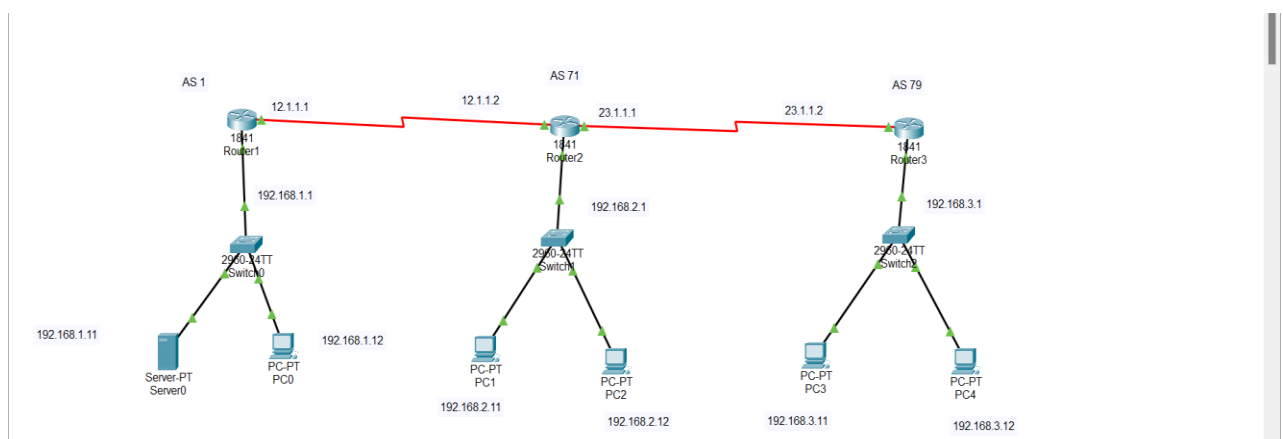 AS 1
AS 71
AS 79
12.1.1.1
12.1.1.2
23.1.1.1
23.1.1.2
1841
Router1
1841
Router2
1841
Router3
192.168.1.1
192.168.2.1
192.168.3.1
2960-24TT
Switch0
2960-24TT
Switch1
2960-24TT
Switch2
192.168.1.11
192.168.1.12
Server-PT
Server0
PC-PT
PC0
PC-PT
PC1
PC-PT
PC2
PC-PT
PC3
PC-PT
PC4
192.168.2.11
192.168.2.12
192.168.3.11
192.168.3.12